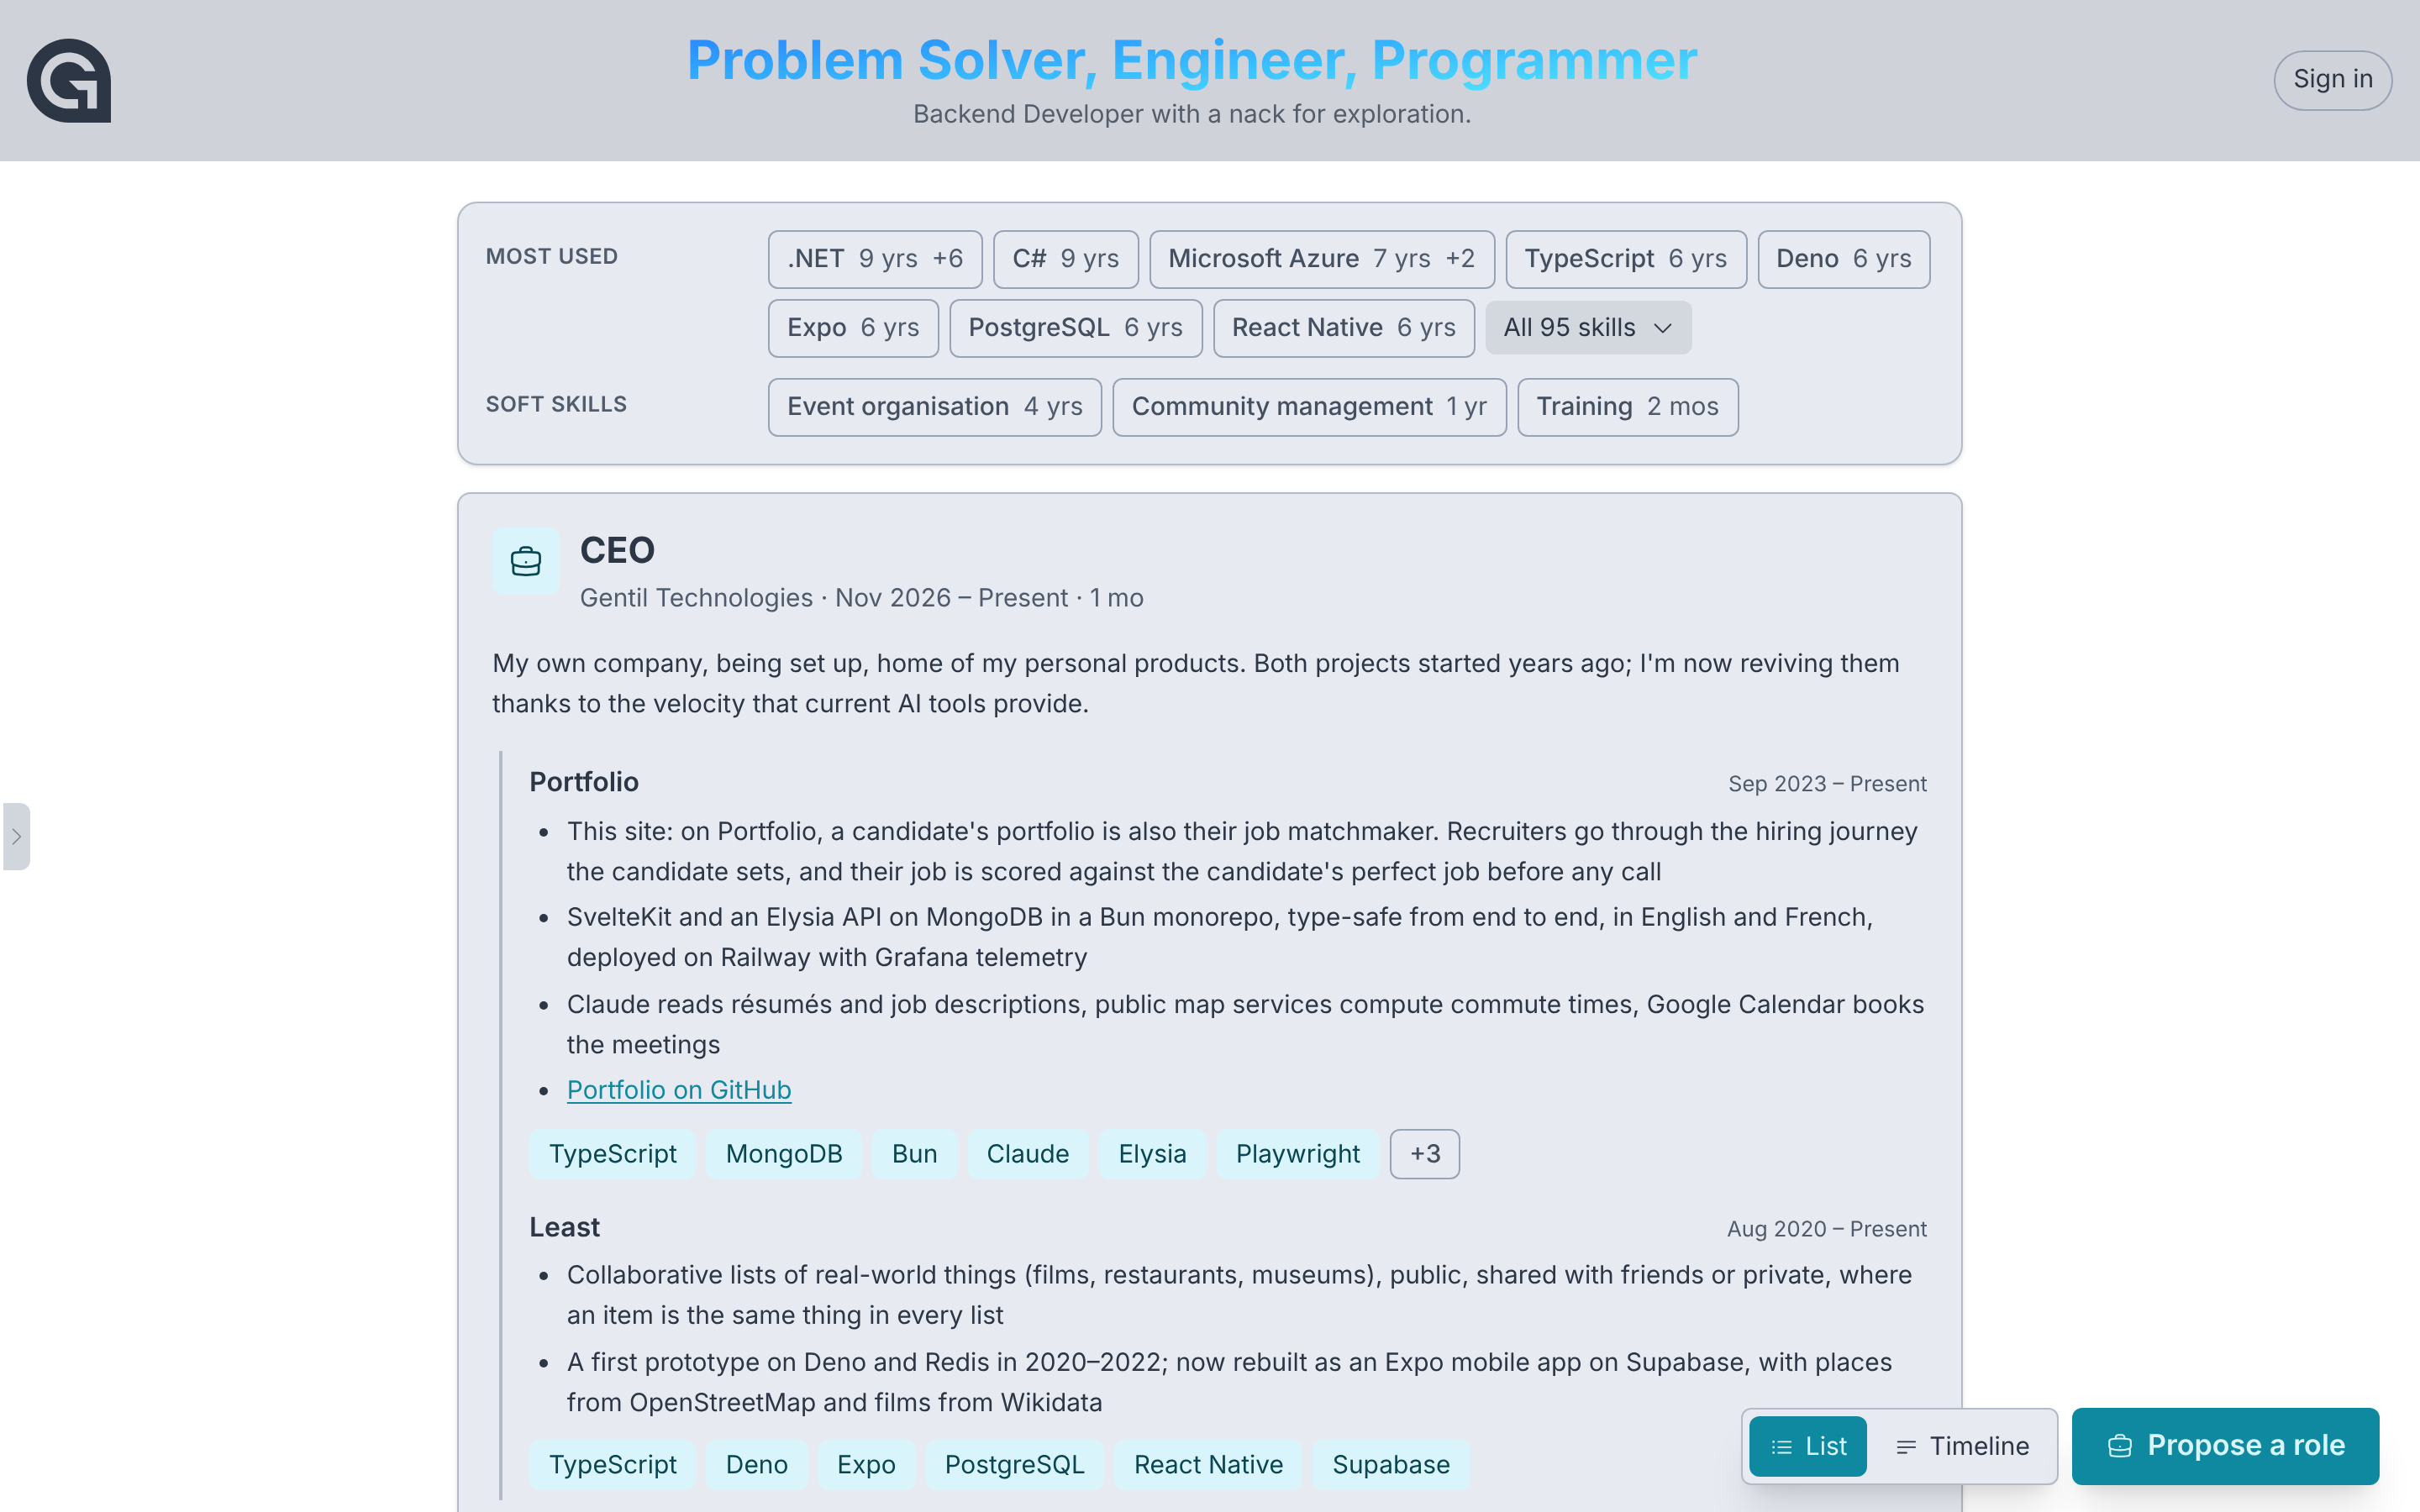 Problem Solver, Engineer, Programmer
Backend Developer with a nack for exploration.
Sign in
MOST USED
.NET 9 yrs +6
C# 9 yrs
Microsoft Azure 7 yrs +2
TypeScript 6 yrs
Deno 6 yrs
Expo 6 yrs
PostgreSQL 6 yrs
React Native 6 yrs
All 95 skills
SOFT SKILLS
Event organisation 4 yrs
Community management 1 yr
Training 2 mos
CEO
Gentil Technologies · Nov 2026 – Present · 1 mo
My own company, being set up, home of my personal products. Both projects started years ago; I'm now reviving them
thanks to the velocity that current AI tools provide.
Portfolio
Sep 2023 – Present
• This site: on Portfolio, a candidate's portfolio is also their job matchmaker. Recruiters go through the hiring journey
the candidate sets, and their job is scored against the candidate's perfect job before any call
• SvelteKit and an Elysia API on MongoDB in a Bun monorepo, type-safe from end to end, in English and French,
deployed on Railway with Grafana telemetry
• Claude reads résumés and job descriptions, public map services compute commute times, Google Calendar books
the meetings
• Portfolio on GitHub
TypeScript MongoDB Bun Claude Elysia Playwright +3
Least
Aug 2020 – Present
• Collaborative lists of real-world things (films, restaurants, museums), public, shared with friends or private, where
an item is the same thing in every list
• A first prototype on Deno and Redis in 2020–2022; now rebuilt as an Expo mobile app on Supabase, with places
from OpenStreetMap and films from Wikidata
TypeScript Deno Expo PostgreSQL React Native Supabase
List
Timeline
Propose a role